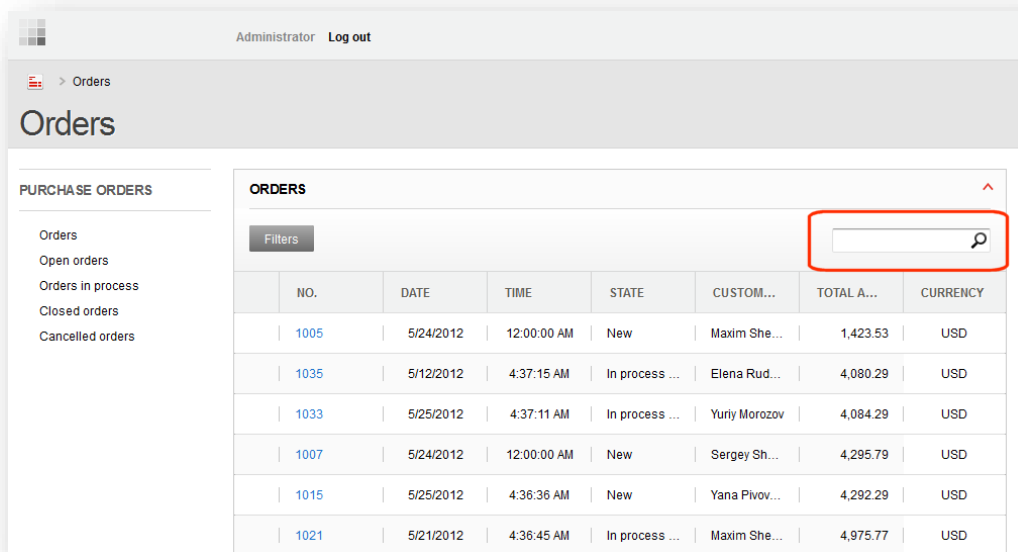 Administrator Log out
> Orders
Orders
PURCHASE ORDERS
Orders
Open orders
Orders in process
Closed orders
Cancelled orders
ORDERS
Filters
NO. DATE TIME STATE CUSTOM... TOTAL A... CURRENCY
1005 5/24/2012 12:00:00 AM New Maxim She... 1,423.53 USD
1035 5/12/2012 4:37:15 AM In process ... Elena Rud... 4,080.29 USD
1033 5/25/2012 4:37:11 AM In process ... Yuriy Morozov 4,084.29 USD
1007 5/24/2012 12:00:00 AM New Sergey Sh... 4,295.79 USD
1015 5/25/2012 4:36:36 AM New Yana Pivov... 4,292.29 USD
1021 5/21/2012 4:36:45 AM In process ... Maxim She... 4,975.77 USD